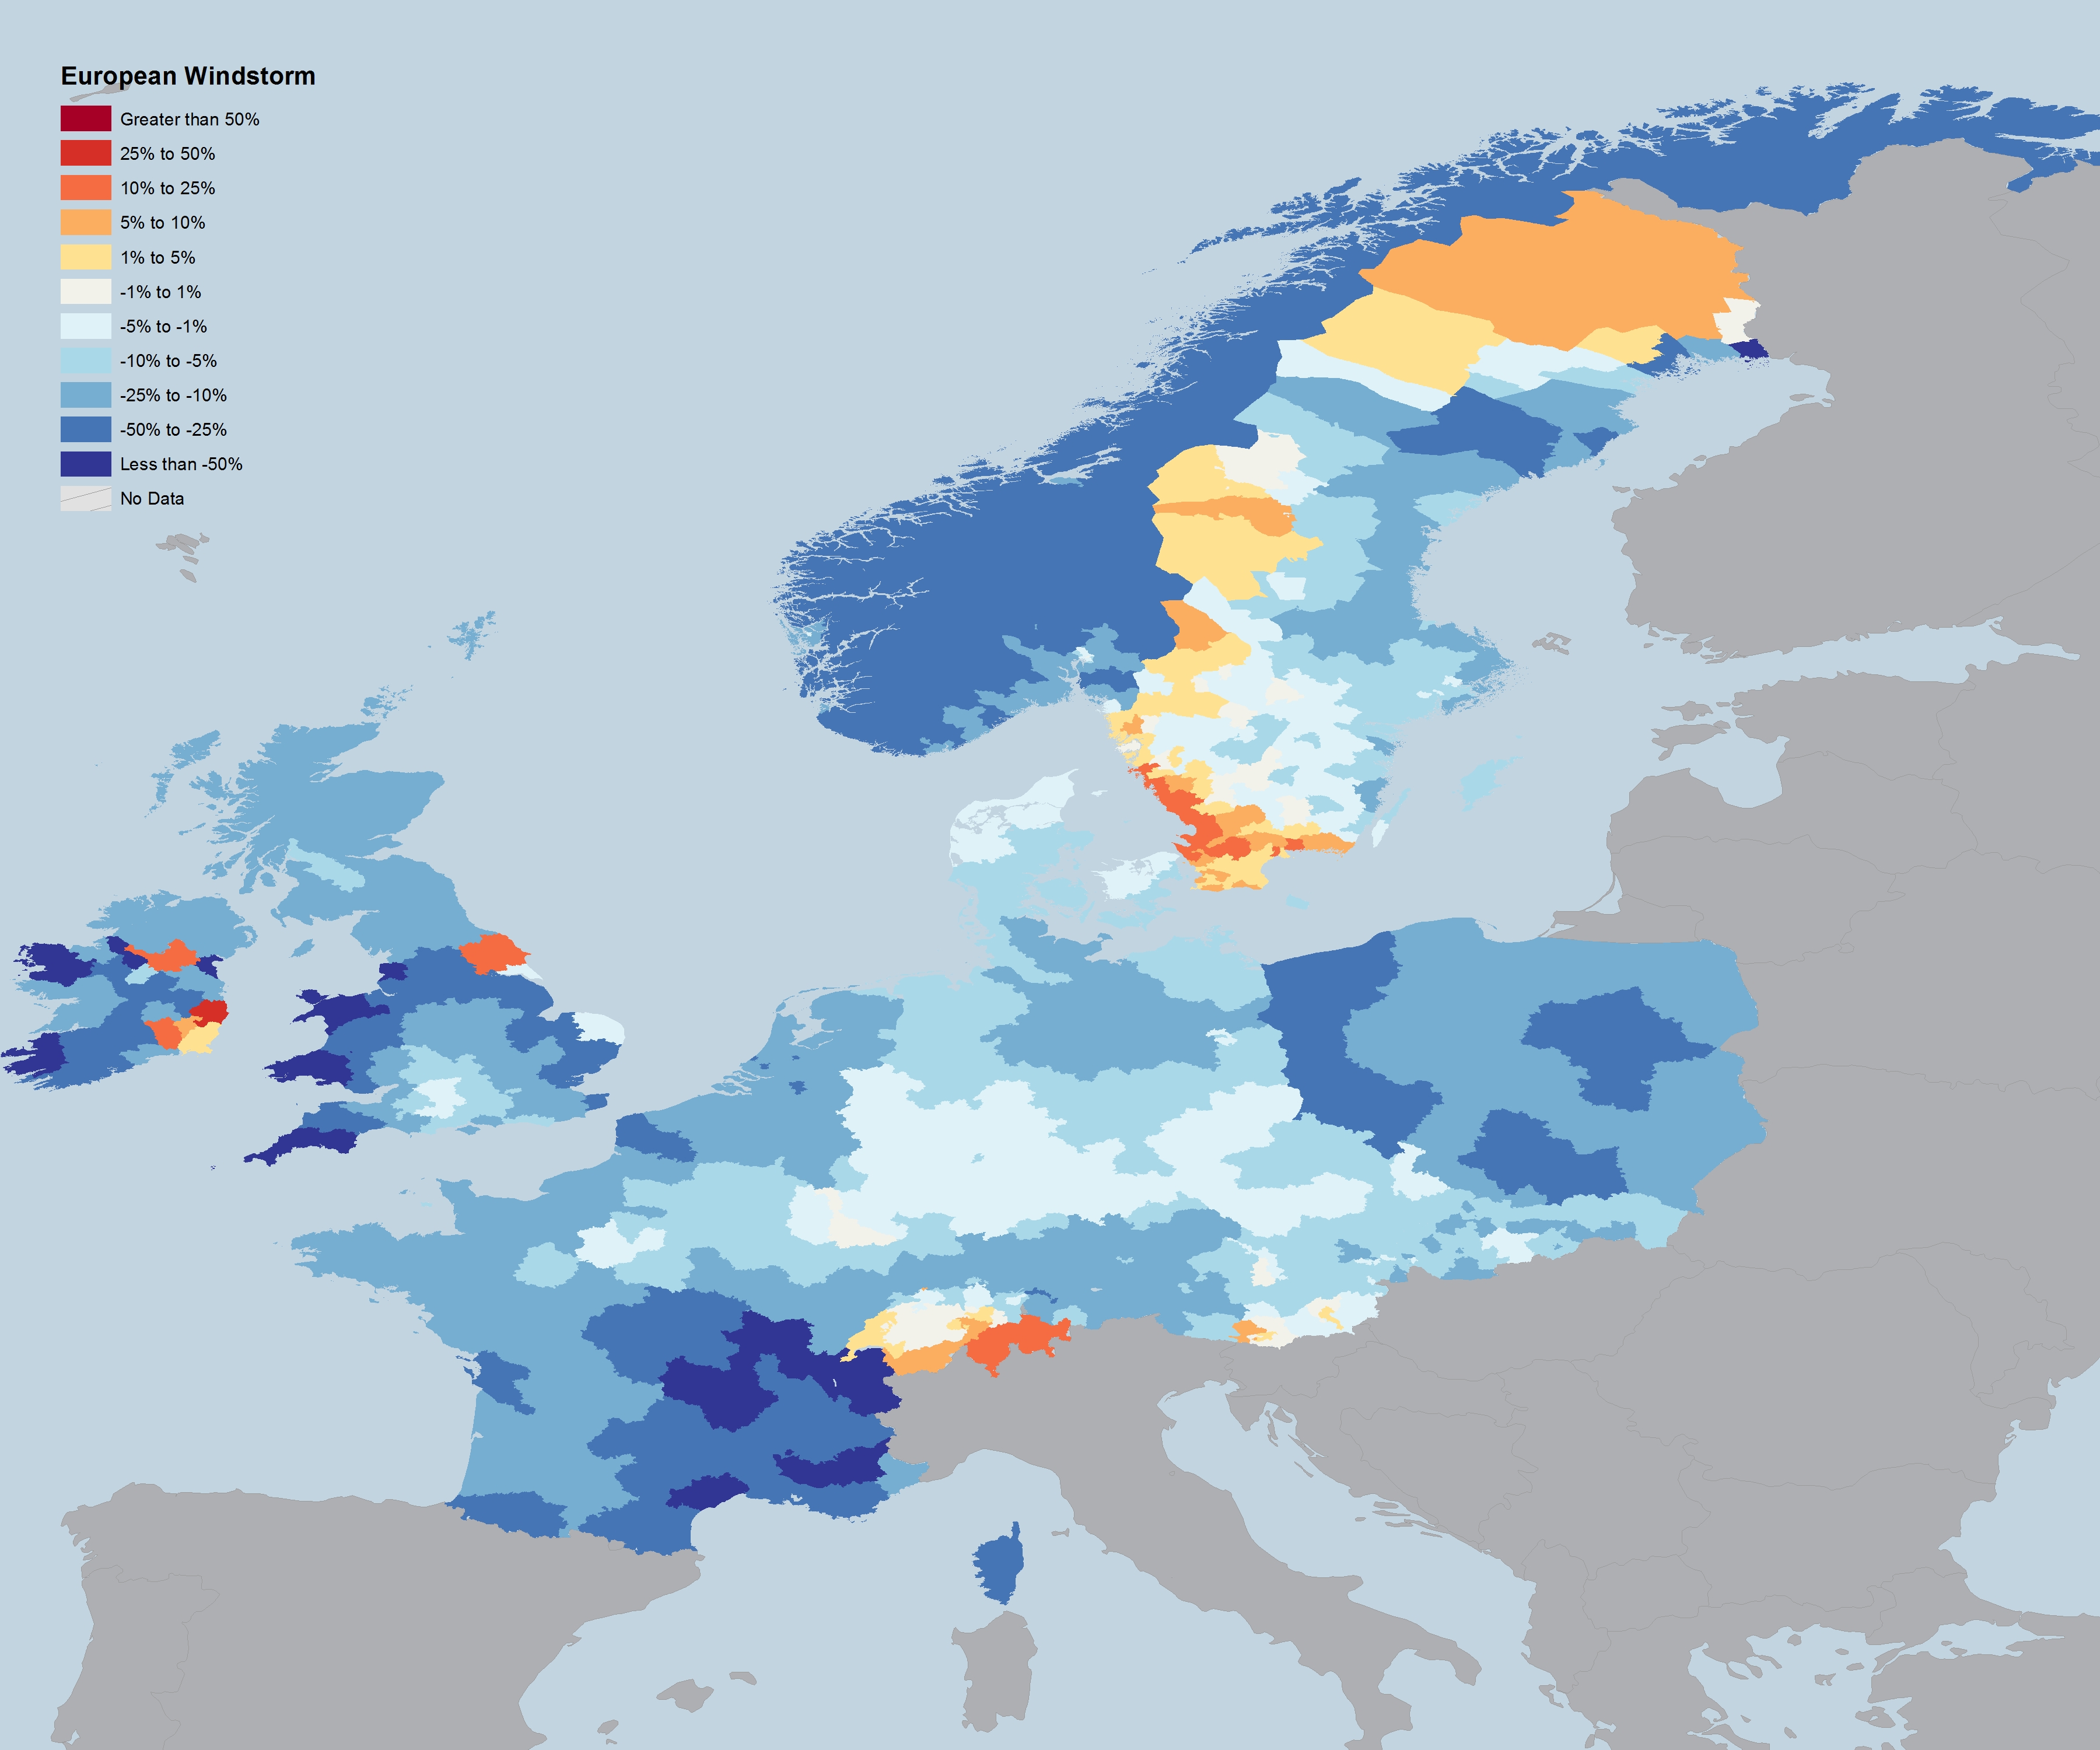 European Windstorm
Greater than 50%
25% to 50%
10% to 25%
5% to 10%
1% to 5%
-1% to 1%
-5% to -1%
-10% to -5%
-25% to -10%
-50% to -25%
Less than -50%
No Data